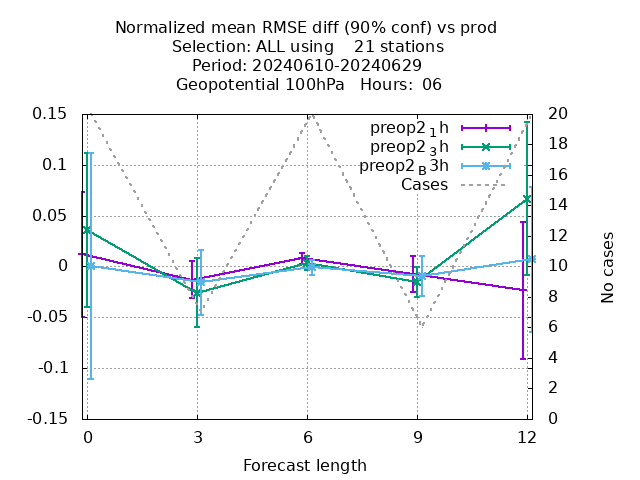 Normalized mean RMSE diff (90% conf) vs prod
Selection: ALL using    21 stations
Period: 20240610-20240629
Geopotential 100hPa   Hours:  06
preop2 1h
preop2 3h
preop2 B3h
Cases
0.15
0.1
0.05
0
-0.05
-0.1
-0.15
20
18
16
14
12
10
8
6
4
2
0
No cases
0
3
6
9
12
Forecast length